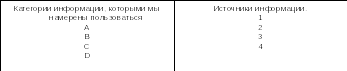 Категории информации, которыми мы
намерены пользоваться
A
B
C
D
Источники информации.
1
2
3
4